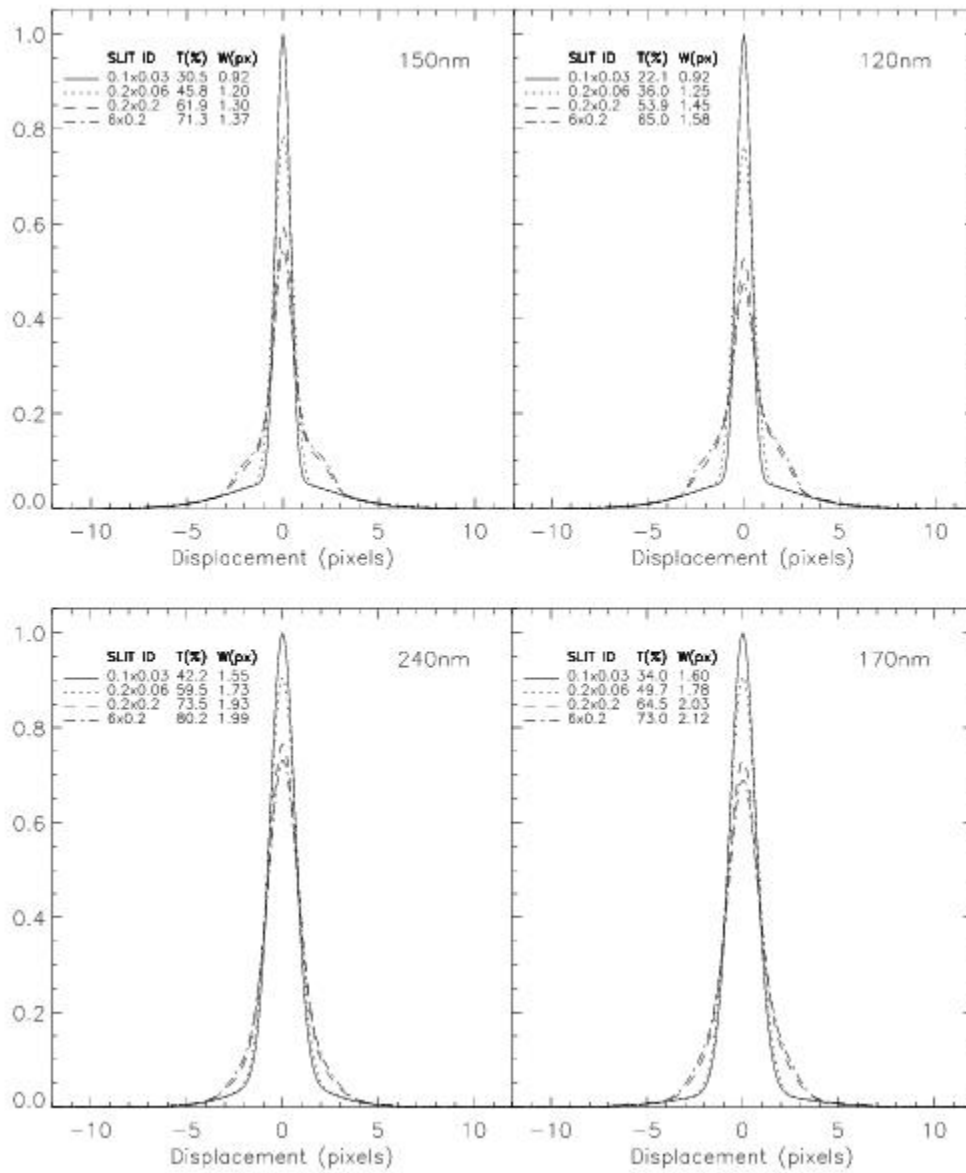 150nm
SLIT ID T(%) W(px)
0.1x0.03 30.5 0.92
0.2x0.06 45.8 1.20
0.2x0.2 61.9 1.30
6x0.2 71.3 1.37
1.0
0.8
0.6
0.4
0.2
0.0
-10 -5 0 5 10
Displacement (pixels)
120nm
SLIT ID T(%) W(px)
0.1x0.03 22.1 0.92
0.2x0.06 36.0 1.25
0.2x0.2 53.9 1.45
6x0.2 65.0 1.58
-10 -5 0 5 10
Displacement (pixels)
240nm
SLIT ID T(%) W(px)
0.1x0.03 42.2 1.55
0.2x0.06 59.5 1.73
0.2x0.2 73.5 1.93
6x0.2 80.2 1.99
1.0
0.8
0.6
0.4
0.2
0.0
-10 -5 0 5 10
Displacement (pixels)
170nm
SLIT ID T(%) W(px)
0.1x0.03 34.0 1.60
0.2x0.06 49.7 1.78
0.2x0.2 64.5 2.03
6x0.2 73.0 2.12
-10 -5 0 5 10
Displacement (pixels)